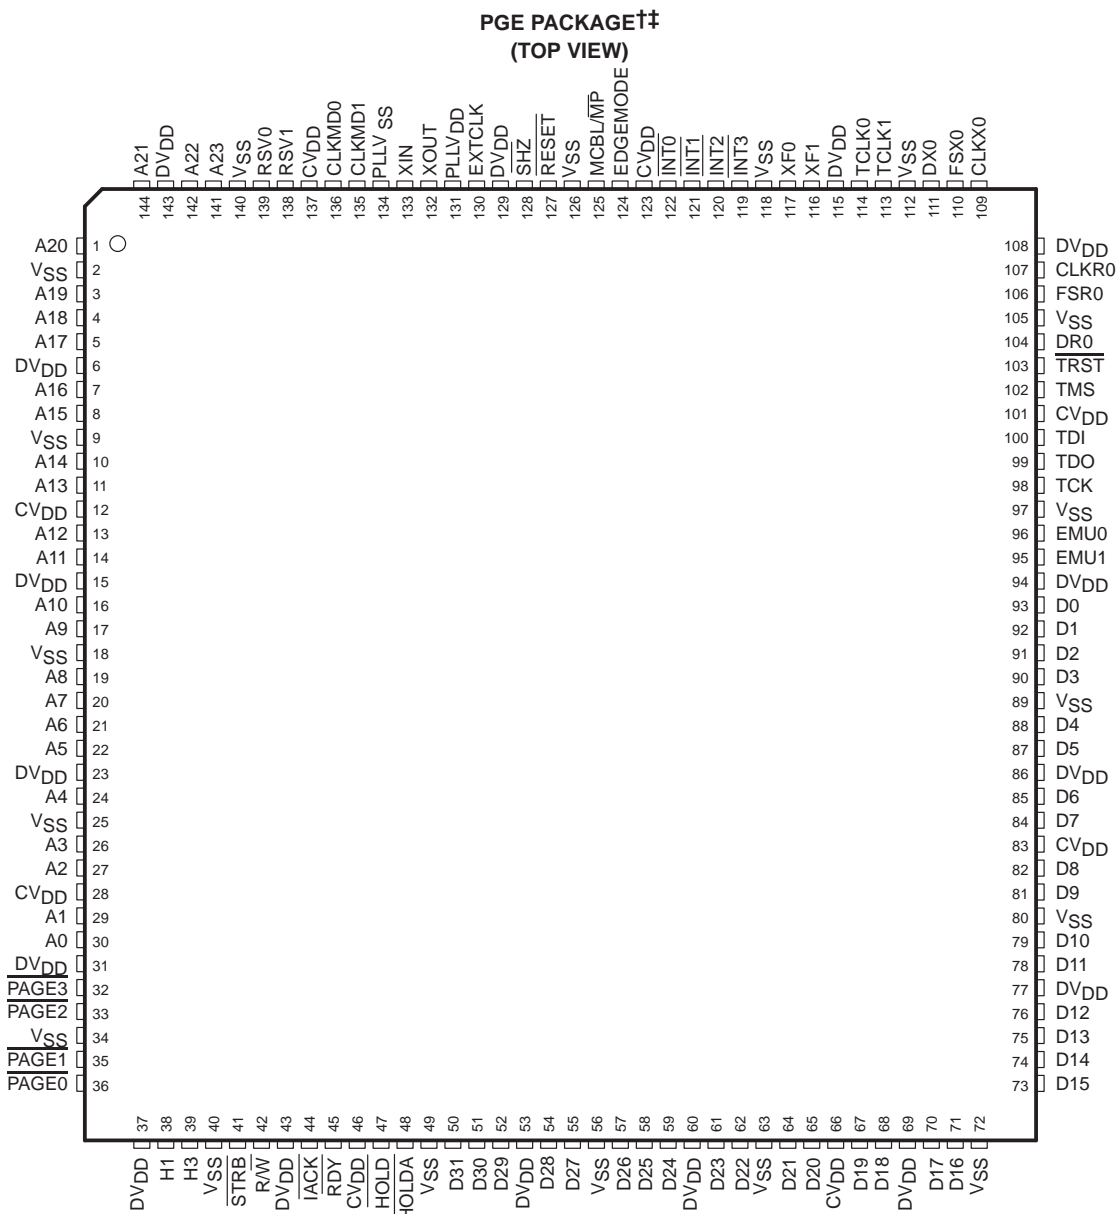 PGE PACKAGE†‡
(TOP VIEW)
A21
DVDD
A22
A23
VSS
RSV0
RSV1
CVDD
CLKMD0
CLKMD1
PLLVSS
XIN
XOUT
PLLVDD
EXTCLK
DVDD
SHZ
RESET
VSS
MCBL/MP
EDGEMODE
CVDD
INT0
INT1
INT2
INT3
VSS
XF0
XF1
DVDD
TCLK0
TCLK1
VSS
DX0
FSX0
CLKX0
144
143
142
141
140
139
138
137
136
135
134
133
132
131
130
129
128
127
126
125
124
123
122
121
120
119
118
117
116
115
114
113
112
111
110
109
A20 1
VSS 2
A19 3
A18 4
A17 5
DVDD 6
A16 7
A15 8
VSS 9
A14 10
A13 11
CVDD 12
A12 13
A11 14
DVDD 15
A10 16
A9 17
VSS 18
A8 19
A7 20
A6 21
A5 22
DVDD 23
A4 24
VSS 25
A3 26
A2 27
CVDD 28
A1 29
A0 30
DVDD 31
PAGE3 32
PAGE2 33
VSS 34
PAGE1 35
PAGE0 36
108 DVDD
107 CLKR0
106 FSR0
105 VSS
104 DR0
103 TRST
102 TMS
101 CVDD
100 TDI
99 TDO
98 TCK
97 VSS
96 EMU0
95 EMU1
94 DVDD
93 D0
92 D1
91 D2
90 D3
89 VSS
88 D4
87 D5
86 DVDD
85 D6
84 D7
83 CVDD
82 D8
81 D9
80 VSS
79 D10
78 D11
77 DVDD
76 D12
75 D13
74 D14
73 D15
37
38
39
40
41
42
43
44
45
46
47
48
49
50
51
52
53
54
55
56
57
58
59
60
61
62
63
64
65
66
67
68
69
70
71
72
DVDD
H1
H3
VSS
STRB
R/W
DVDD
IACK
RDY
CVDD
HOLD
HOLDA
VSS
D31
D30
D29
DVDD
D28
D27
VSS
D26
D25
D24
DVDD
D23
D22
VSS
D21
D20
CVDD
D19
D18
DVDD
D17
D16
VSS